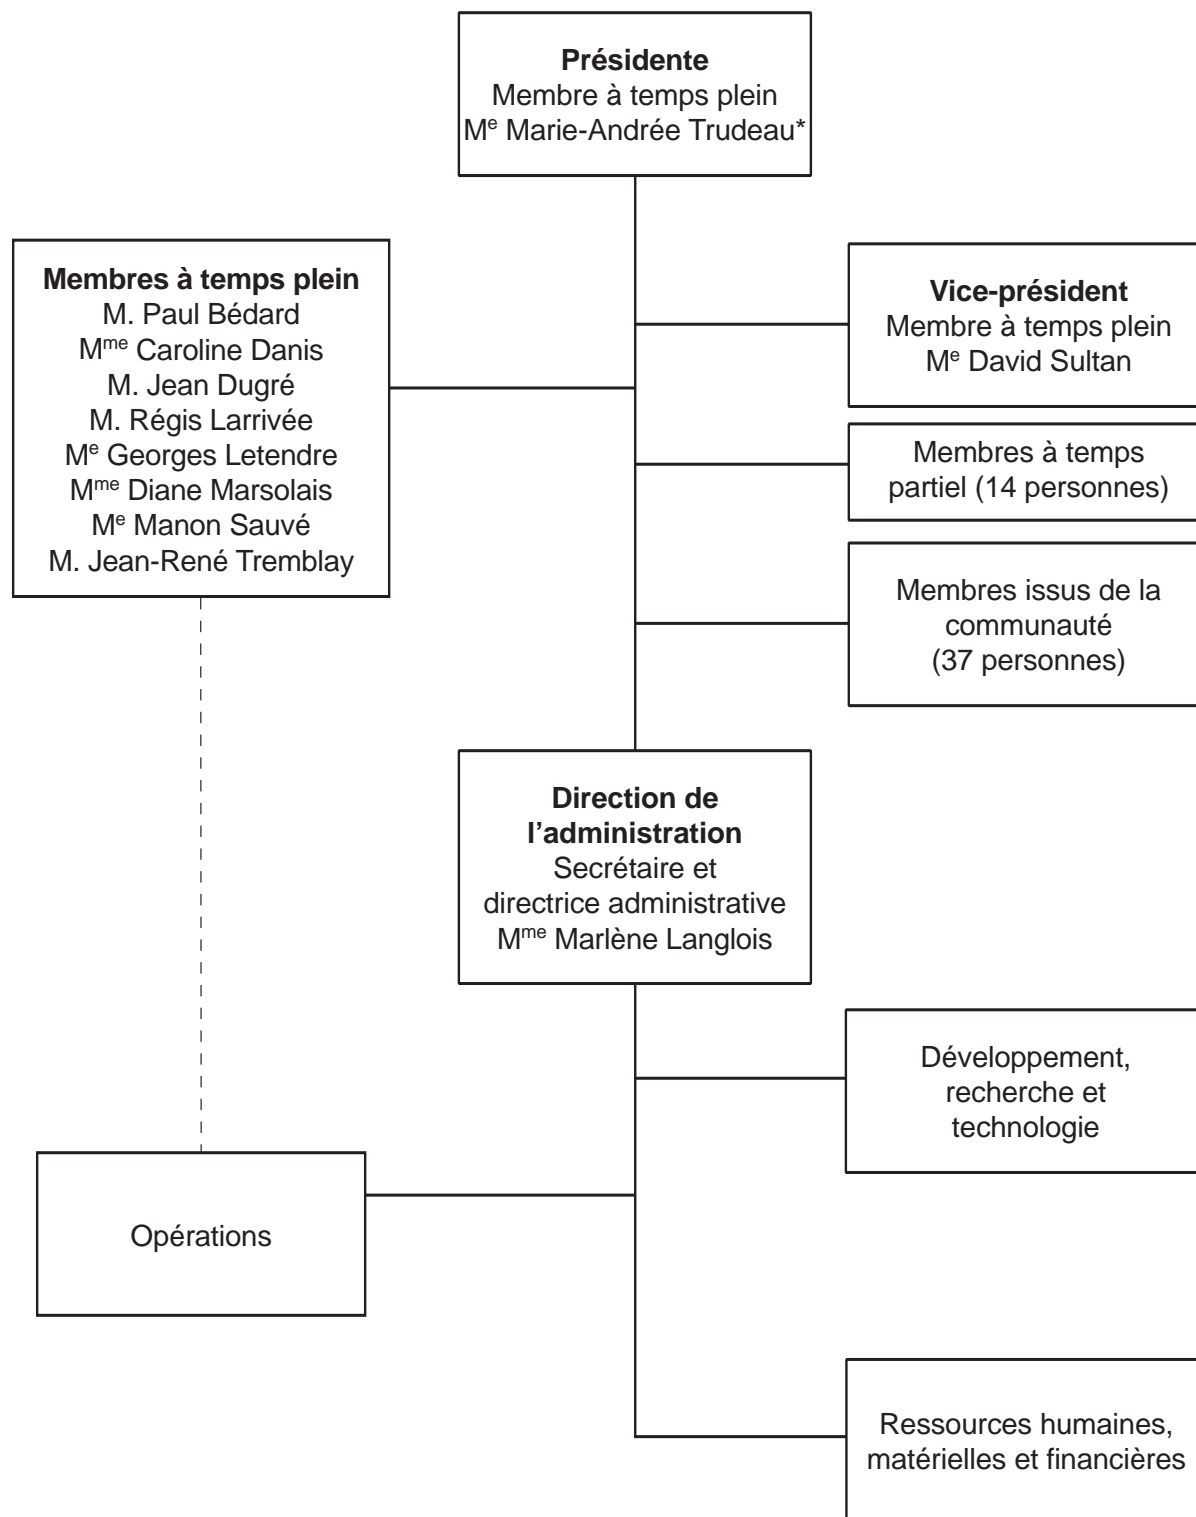 Présidente
Membre à temps plein
Mᵉ Marie-Andrée Trudeau*
Membres à temps plein
M. Paul Bédard
Mᵐᵉ Caroline Danis
M. Jean Dugré
M. Régis Larrivée
Mᵉ Georges Letendre
Mᵐᵉ Diane Marsolais
Mᵉ Manon Sauvé
M. Jean-René Tremblay
Vice-président
Membre à temps plein
Mᵉ David Sultan
Membres à temps
partiel (14 personnes)
Membres issus de la
communauté
(37 personnes)
Direction de
l’administration
Secrétaire et
directrice administrative
Mᵐᵉ Marlène Langlois
Développement,
recherche et
technologie
Opérations
Ressources humaines,
matérielles et financières